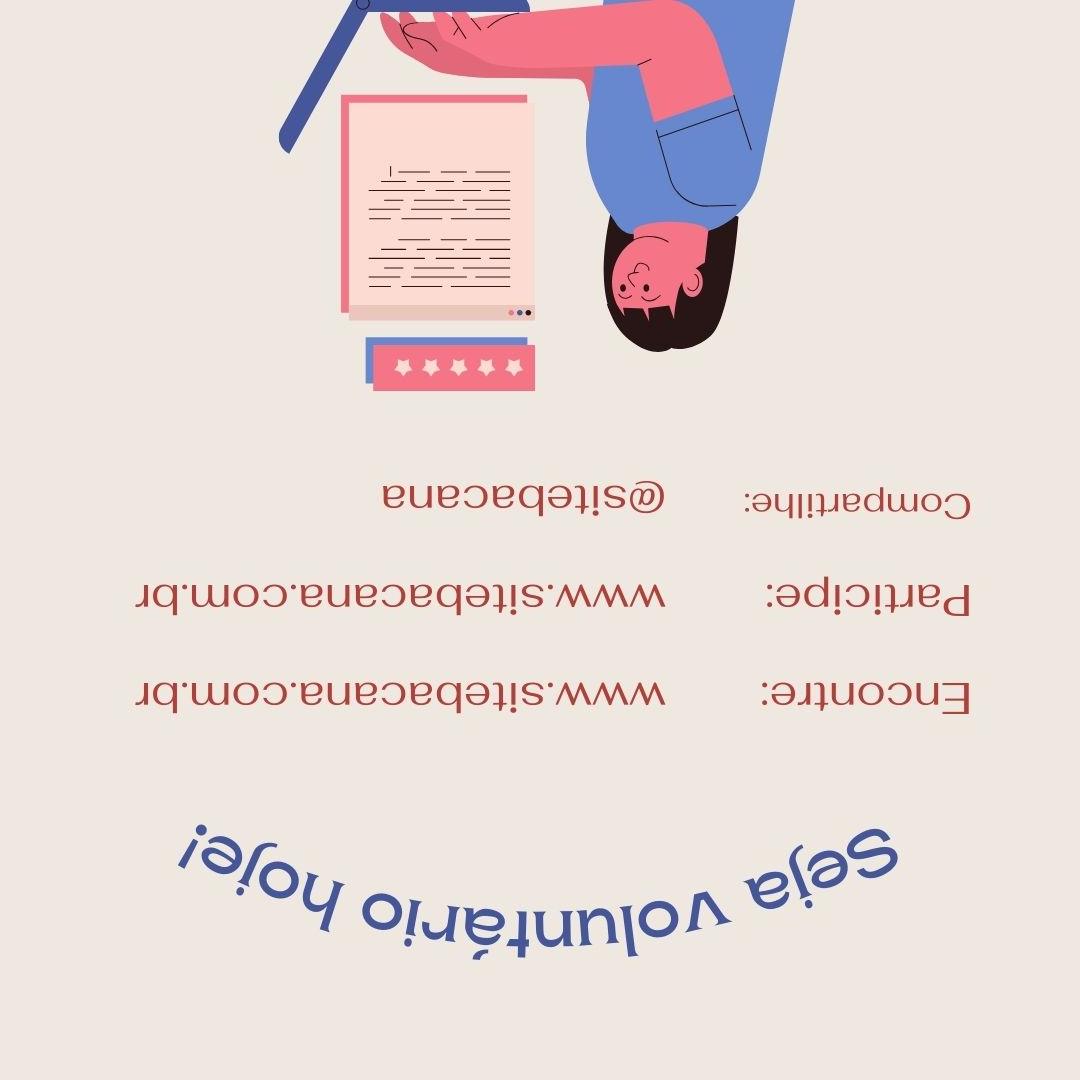 Seja voluntário hoje!
Encontre: www.sitebacana.com.br
Participe: www.sitebacana.com.br
Compartilhe: @sitebacana